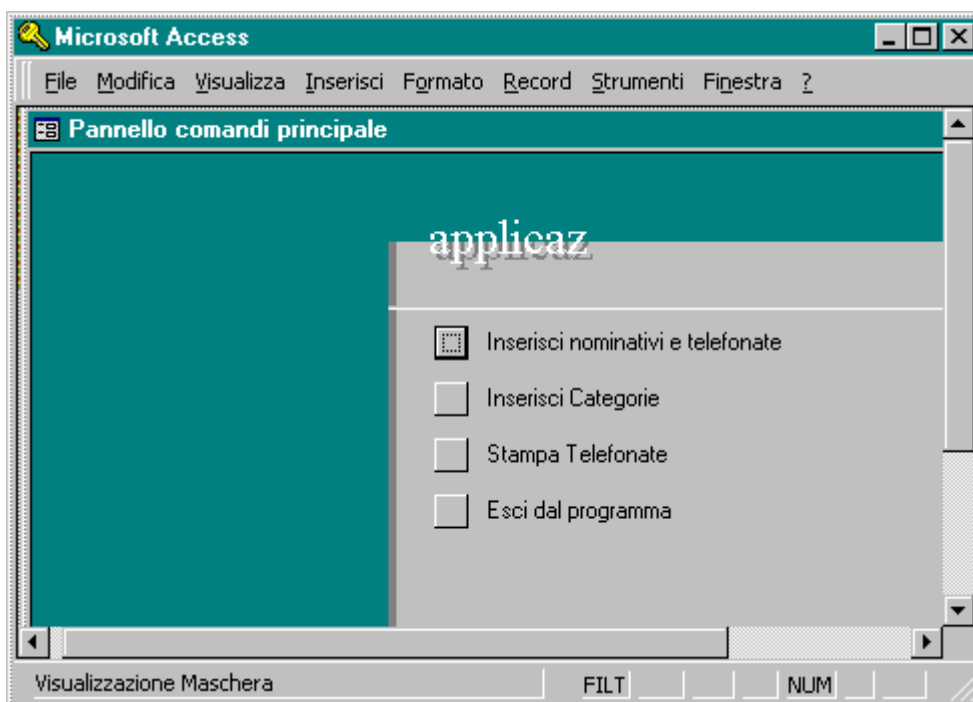 Microsoft Access
File Modifica Visualizza Inserisci Formato Record Strumenti Finestra ?
Pannello comandi principale
applicaz
Inserisci nominativi e telefonate
Inserisci Categorie
Stampa Telefonate
Esci dal programma
Visualizzazione Maschera FILT NUM